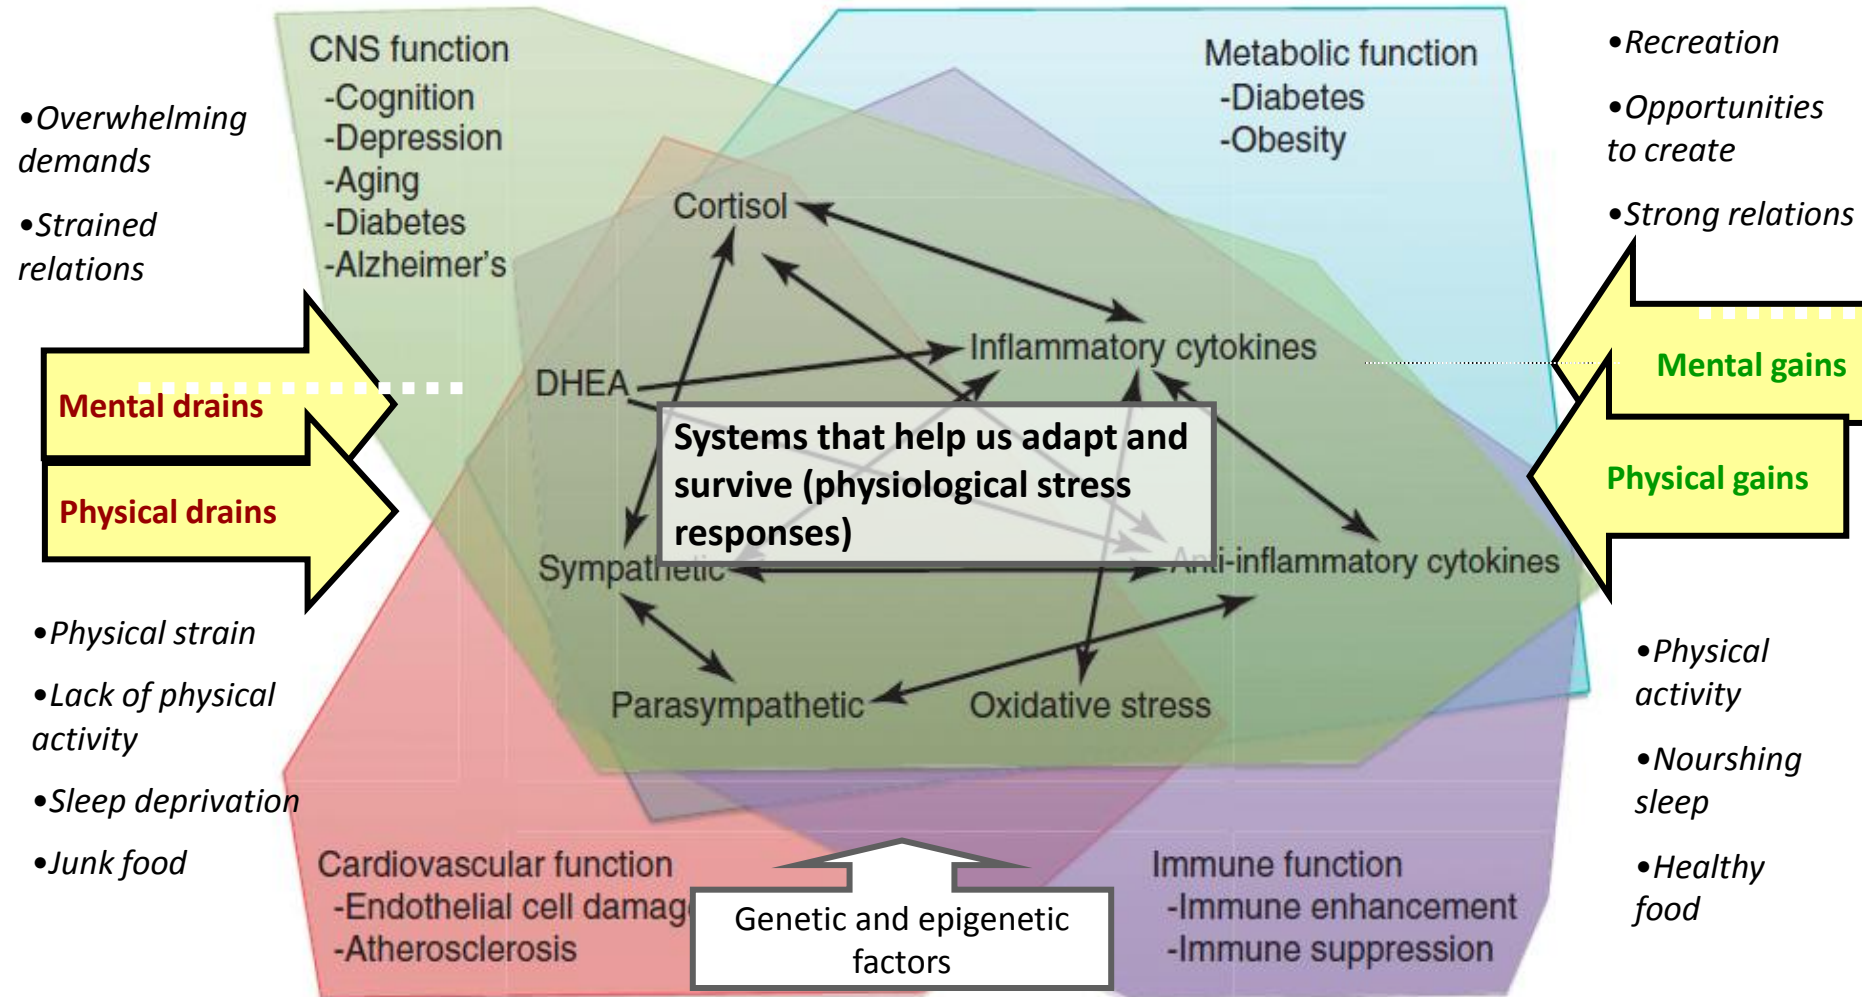 CNS function
-Cognition
-Depression
-Aging
-Diabetes
-Alzheimer's
Metabolic function
-Diabetes
-Obesity
•Overwhelming
demands
•Strained
relations
•Recreation
•Opportunities
to create
•Strong relations
Mental drains
Physical drains
Mental gains
Physical gains
Cortisol
Inflammatory cytokines
DHEA
Systems that help us adapt and
survive (physiological stress
responses)
Sympathetic
Anti-inflammatory cytokines
Parasympathetic
Oxidative stress
•Physical strain
•Lack of physical
activity
•Sleep deprivation
•Junk food
•Physical
activity
•Nourshing
sleep
•Healthy
food
Cardiovascular function
-Endothelial cell damag
-Atherosclerosis
Genetic and epigenetic
factors
Immune function
-Immune enhancement
-Immune suppression